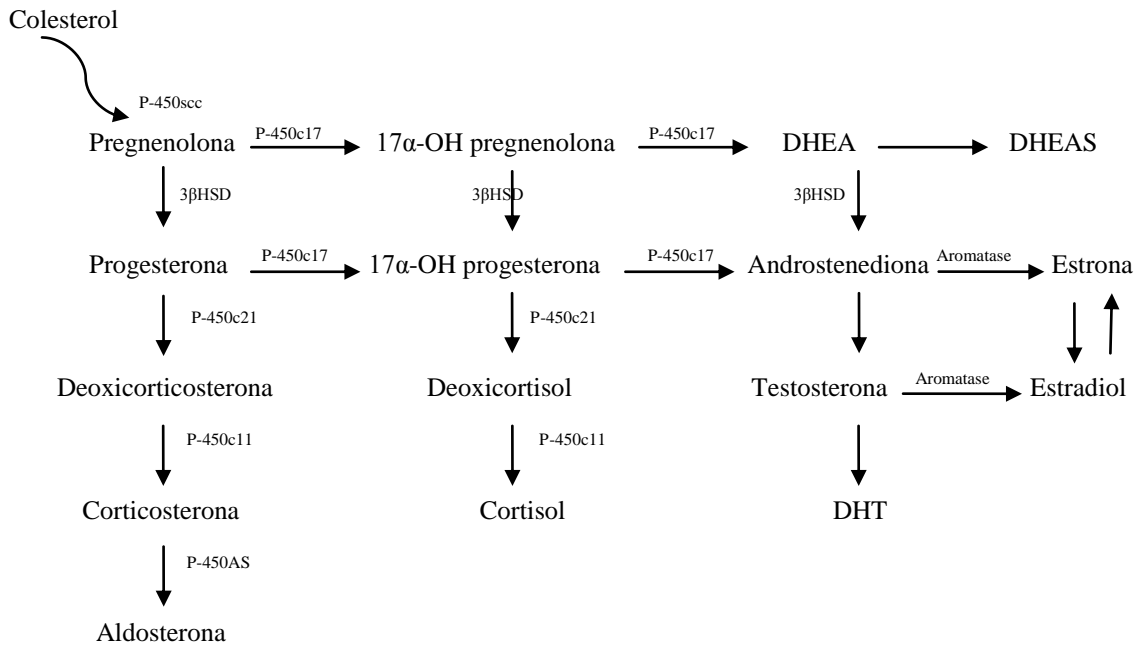 Colesterol
P-450scc
Pregnenolona P-450c17 17α-OH pregnenolona P-450c17 DHEA DHEAS
3βHSD 3βHSD 3βHSD
Progesterona P-450c17 17α-OH progesterona P-450c17 Androstenediona Aromatase Estrona
P-450c21 P-450c21
Deoxicorticosterona Deoxicortisol Testosterona Aromatase Estradiol
P-450c11 P-450c11
Corticosterona Cortisol DHT
P-450AS
Aldosterona